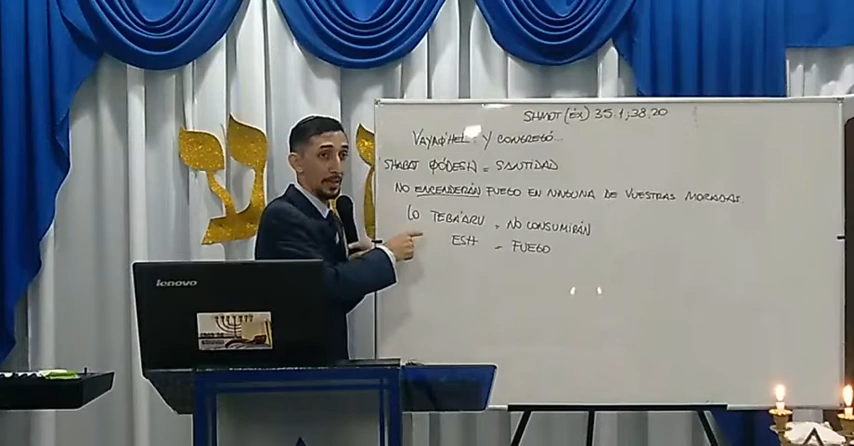 SHMOT (ÉX) 35.1,38.20
VAYAQ'HEL : Y CONGREGÓ...
SHABAT QÓDESH = SANTIDAD
NO ENCENDERÁN FUEGO EN NINGUNA DE VUESTRAS MORADAS.
LO TEBA'ARU = NO CONSUMIRÁN
ESH = FUEGO
lenovo